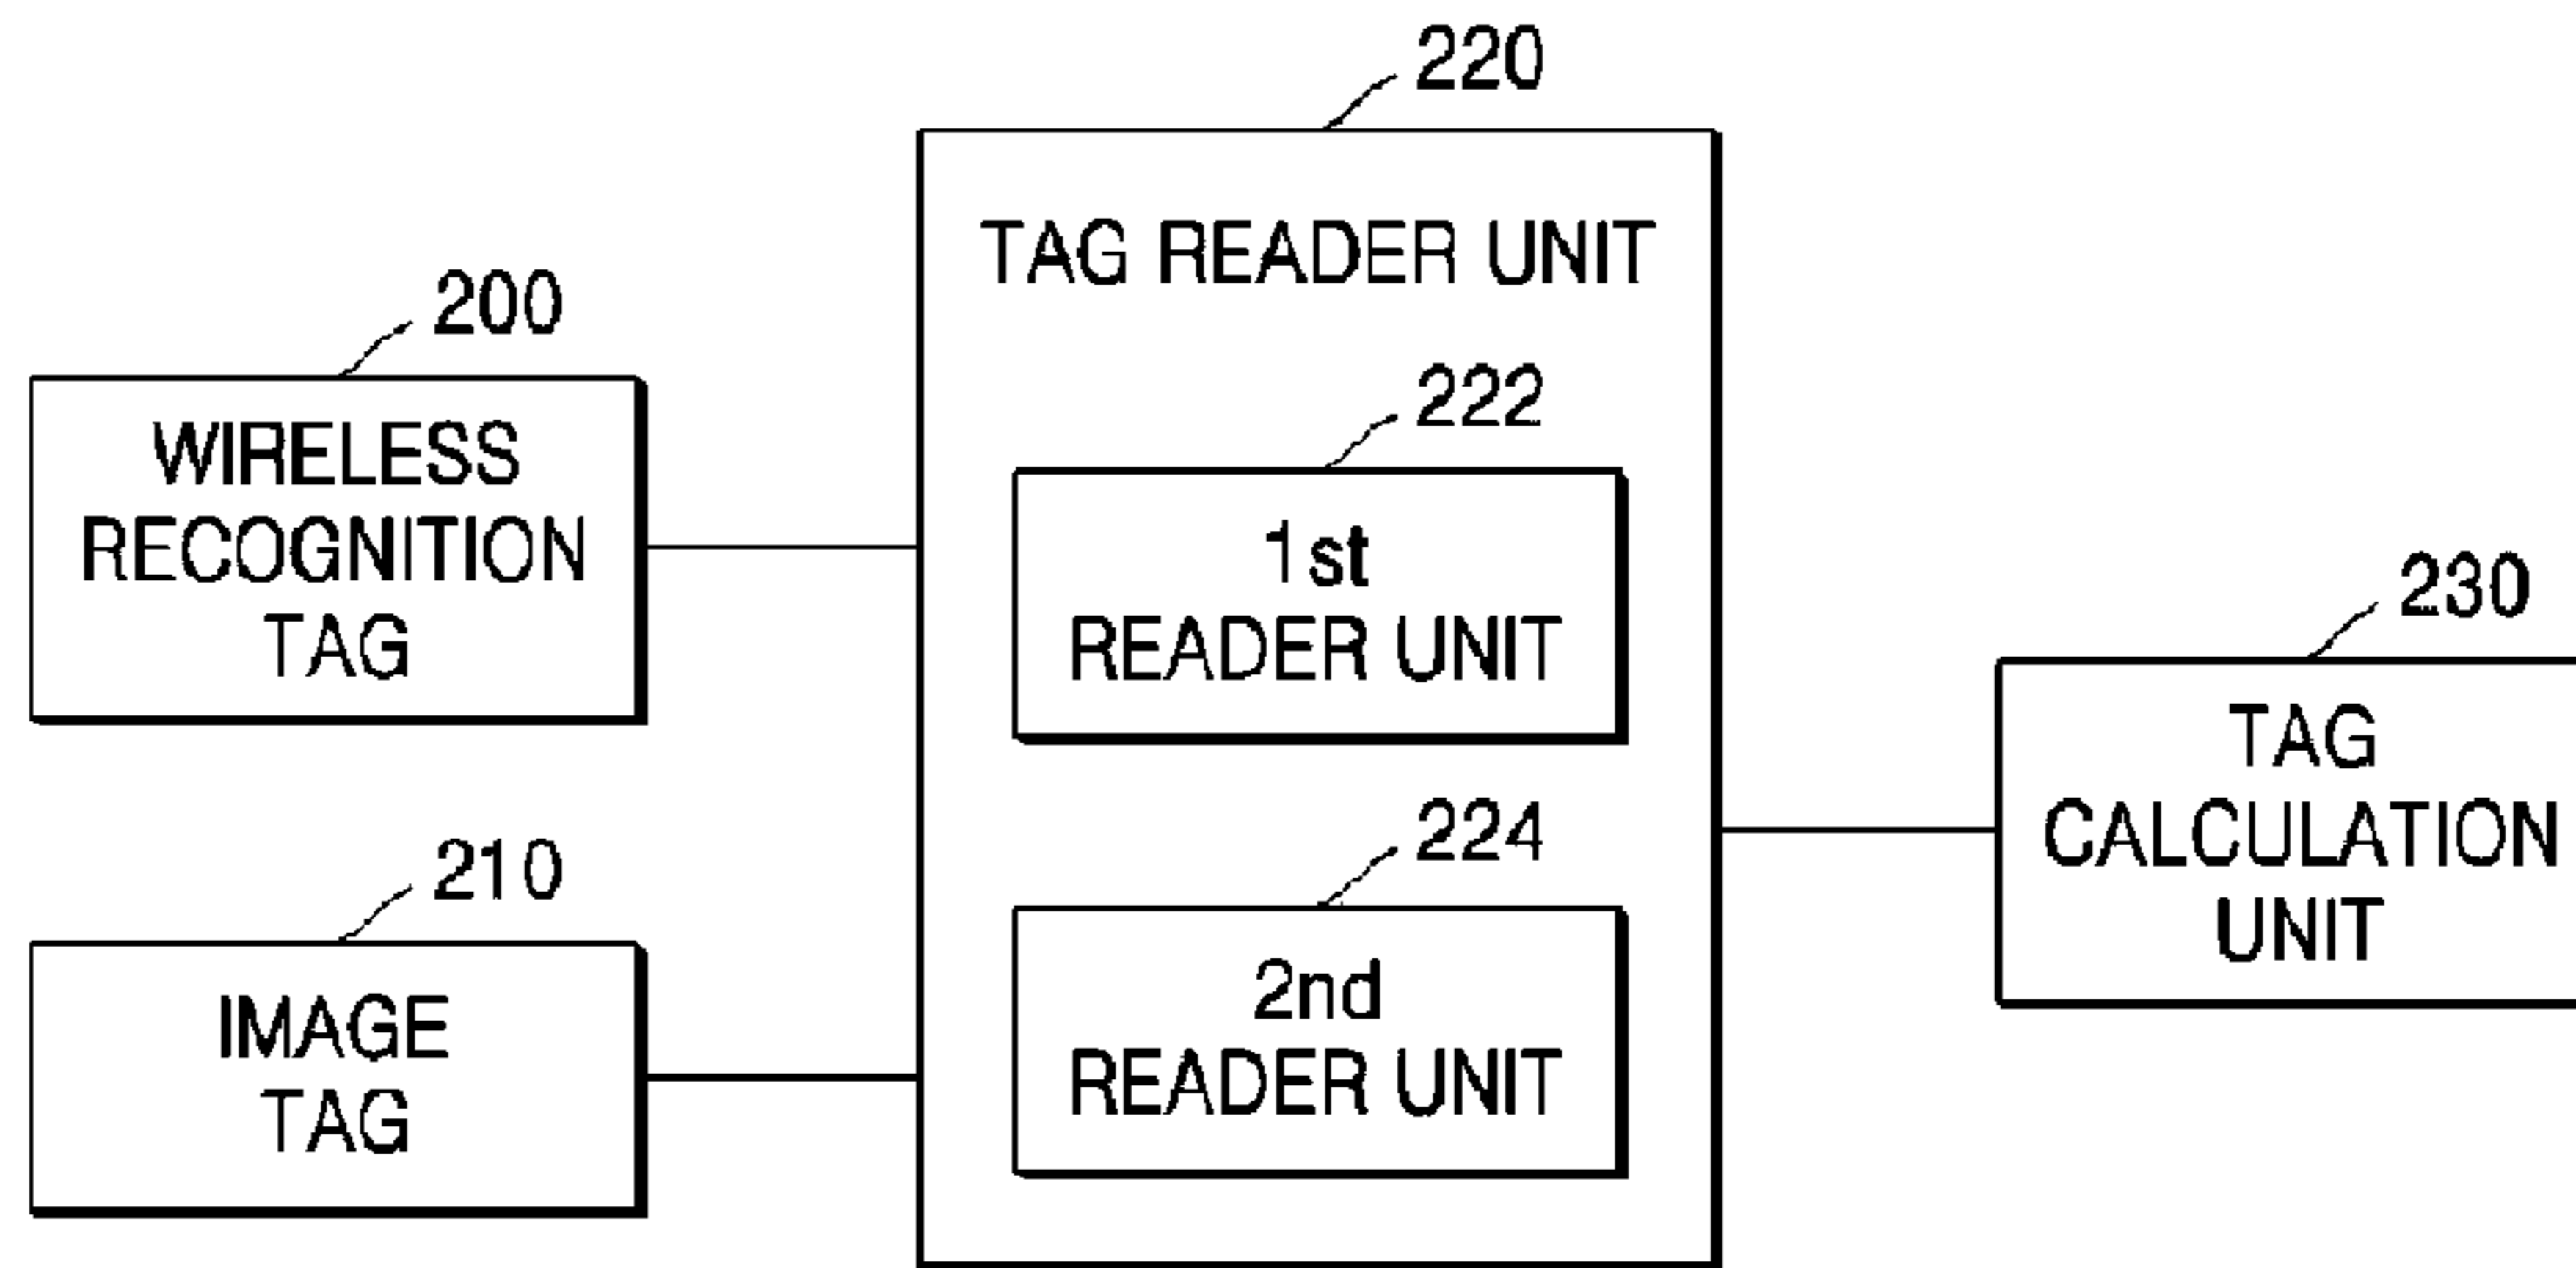 220
TAG READER UNIT
200
WIRELESS
RECOGNITION
TAG
222
1st
READER UNIT
230
TAG
CALCULATION
UNIT
210
IMAGE
TAG
224
2nd
READER UNIT